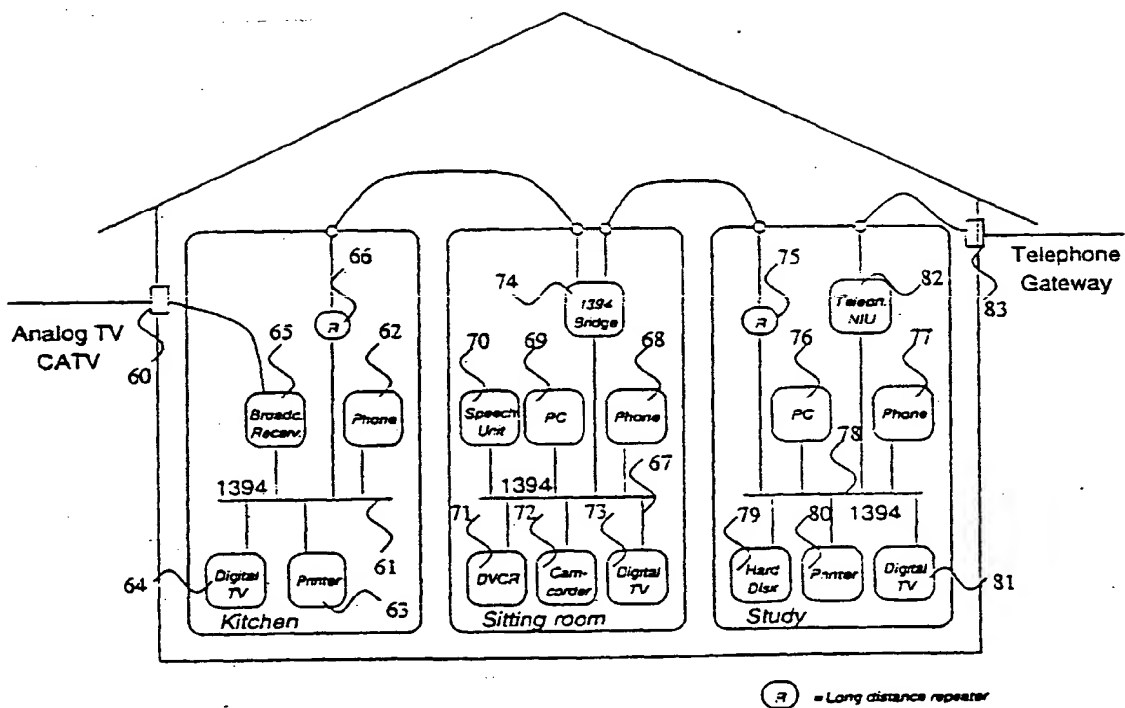 Analog TV
CATV
60
Telephone
Gateway
83
66
R
65
62
Broadc.
Receiv.
Phone
1394
61
64
Digital
TV
Printer
63
Kitchen
74
1394
Bridge
70
69
68
Speech
Unit
PC
Phone
67
1394
71
72
73
DVCR
Cam-
corder
Digital
TV
Sitting room
75
R
82
Teleph.
NIU
76
77
PC
Phone
78
1394
79
80
Hard
Disk
Printer
Digital
TV
81
Study
R = Long distance repeater